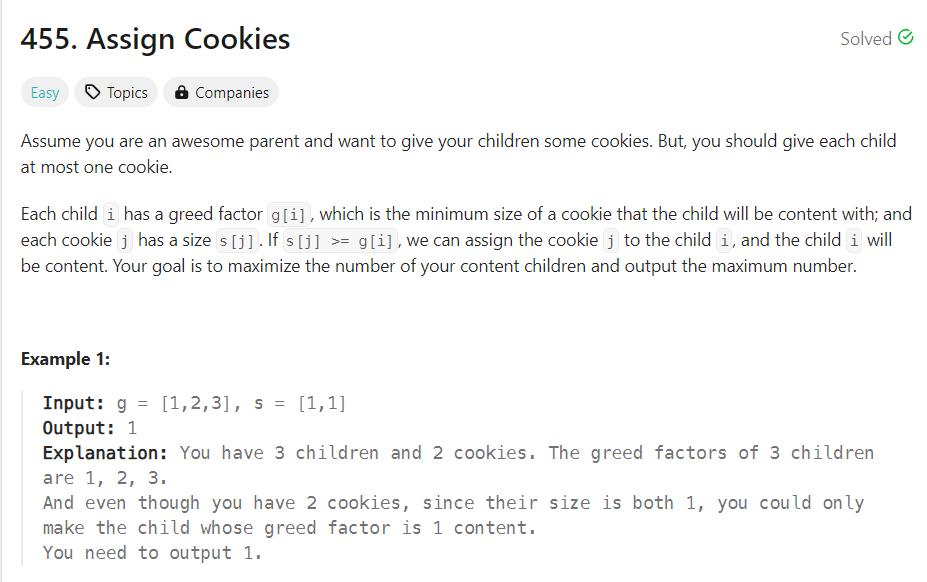 455. Assign Cookies
Solved
Easy Topics Companies
Assume you are an awesome parent and want to give your children some cookies. But, you should give each child
at most one cookie.
Each child i has a greed factor g[i], which is the minimum size of a cookie that the child will be content with; and
each cookie j has a size s[j]. If s[j] >= g[i], we can assign the cookie j to the child i, and the child i will
be content. Your goal is to maximize the number of your content children and output the maximum number.
Example 1:
Input: g = [1,2,3], s = [1,1]
Output: 1
Explanation: You have 3 children and 2 cookies. The greed factors of 3 children
are 1, 2, 3.
And even though you have 2 cookies, since their size is both 1, you could only
make the child whose greed factor is 1 content.
You need to output 1.